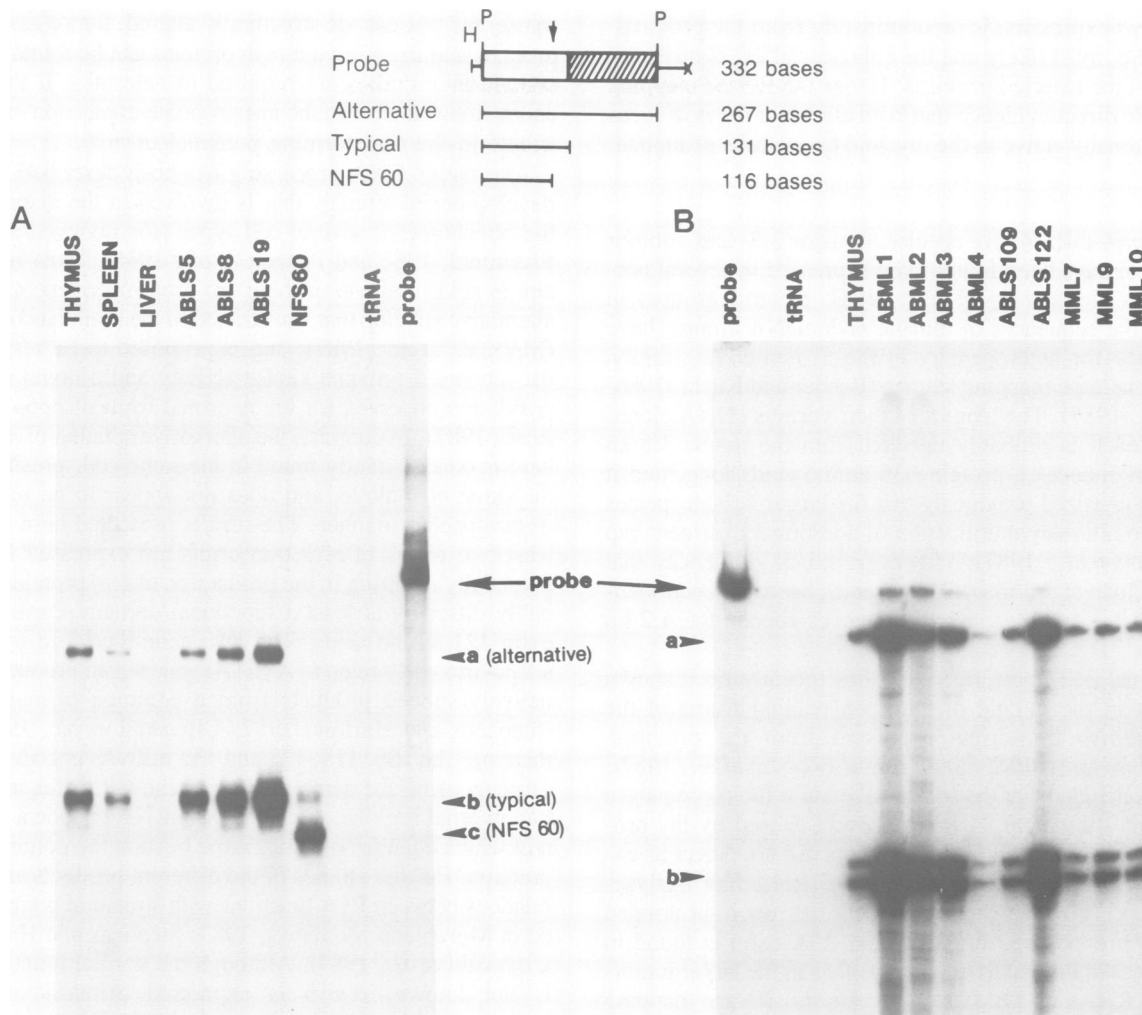 P P
H
Probe 332 bases
x
Alternative 267 bases
Typical 131 bases
NFS 60 116 bases
A
THYMUS
SPLEEN
LIVER
ABLS5
ABLS8
ABLS19
NFS60
tRNA
probe
B
probe
tRNA
THYMUS
ABML1
ABML2
ABML3
ABML4
ABLS109
ABLS122
MML7
MML9
MML10
probe
a (alternative)
b (typical)
c (NFS 60)
a
b